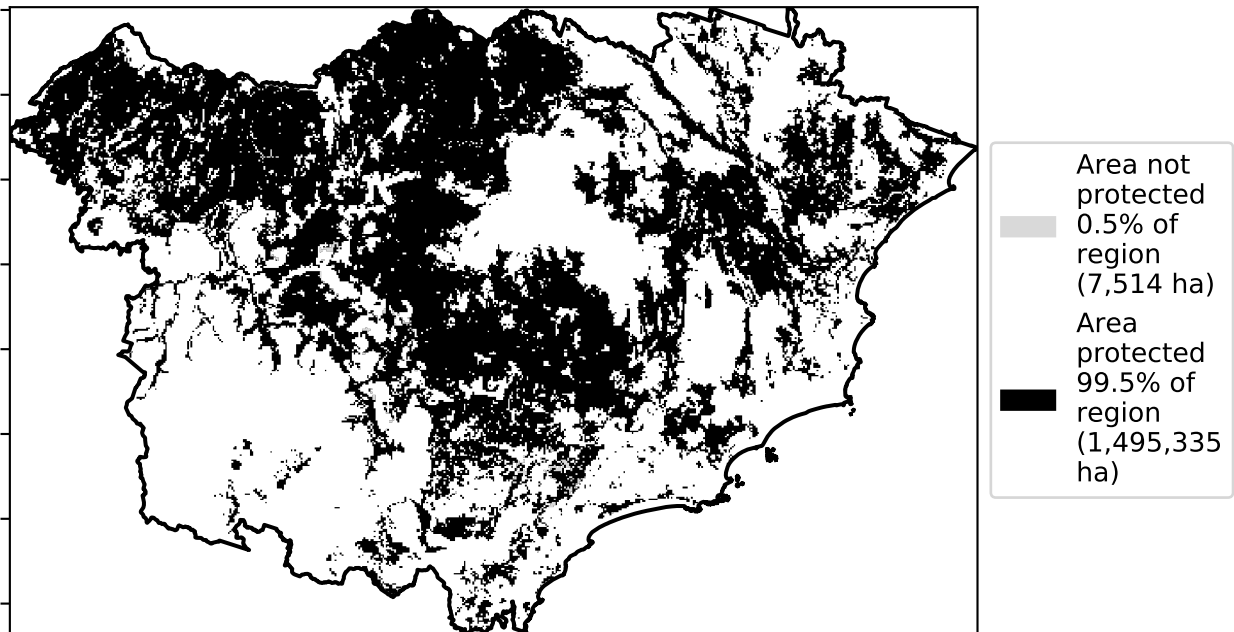 Area not
protected
0.5% of
region
(7,514 ha)
Area
protected
99.5% of
region
(1,495,335
ha)